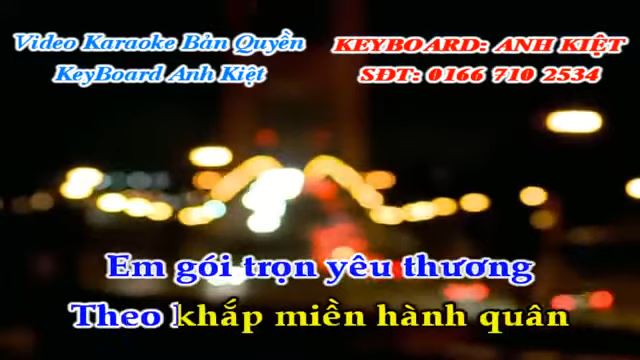 Video Karaoke Bản Quyền
KeyBoard Anh Kiệt
KEYBOARD: ANH KIỆT
SĐT: 0166 710 2534
Em gói trọn yêu thương
Theo khắp miền hành quân